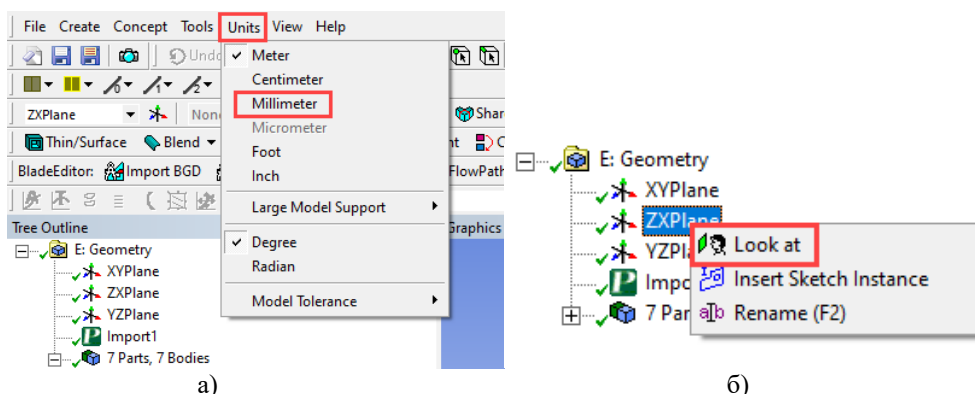 File Create Concept Tools Units View Help
Undo
Meter
Centimeter
Millimeter
Micrometer
Foot
Inch
Large Model Support
Degree
Radian
Model Tolerance
ZXPlane
Thin/Surface Blend
BladeEditor: Import BGD
FlowPath
Tree Outline
Graphics
E: Geometry
XYPlane
ZXPlane
YZPlane
Import1
7 Parts, 7 Bodies
а)
E: Geometry
XYPlane
ZXPlane
YZPl
Impo
7 Par
Look at
Insert Sketch Instance
Rename (F2)
б)